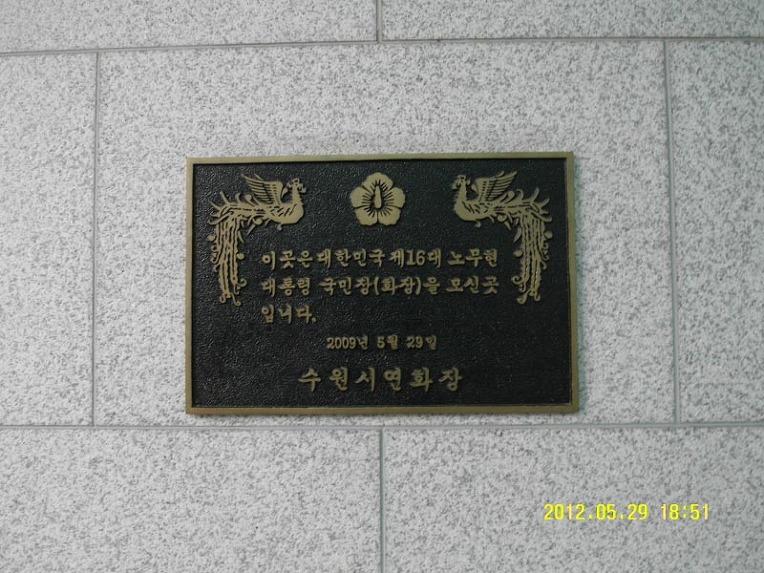 이곳은 대한민국 제16대 노무현
대통령 국민장(화장)을 모신곳
입니다.
2009년 5월 29일
수원시연화장
2012.05.29 18:51